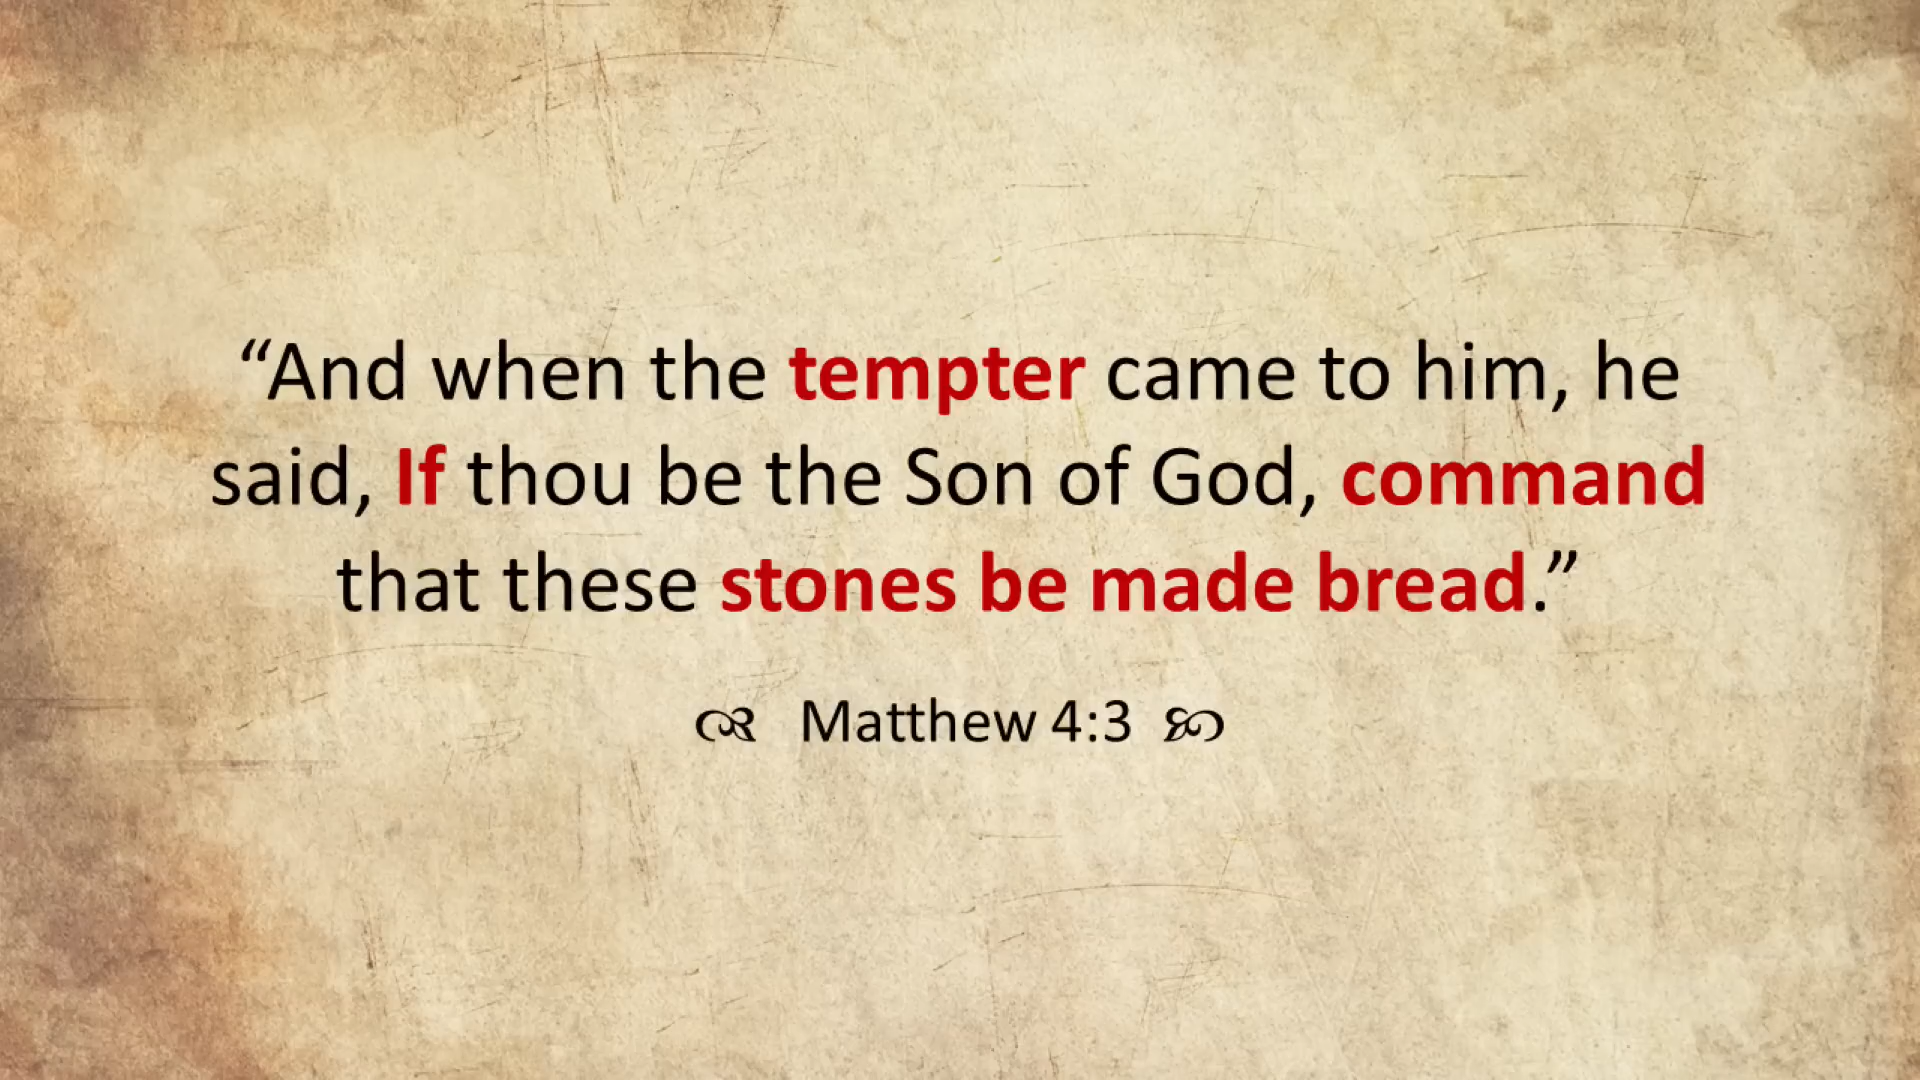 “And when the tempter came to him, he
said, If thou be the Son of God, command
that these stones be made bread.”
Matthew 4:3